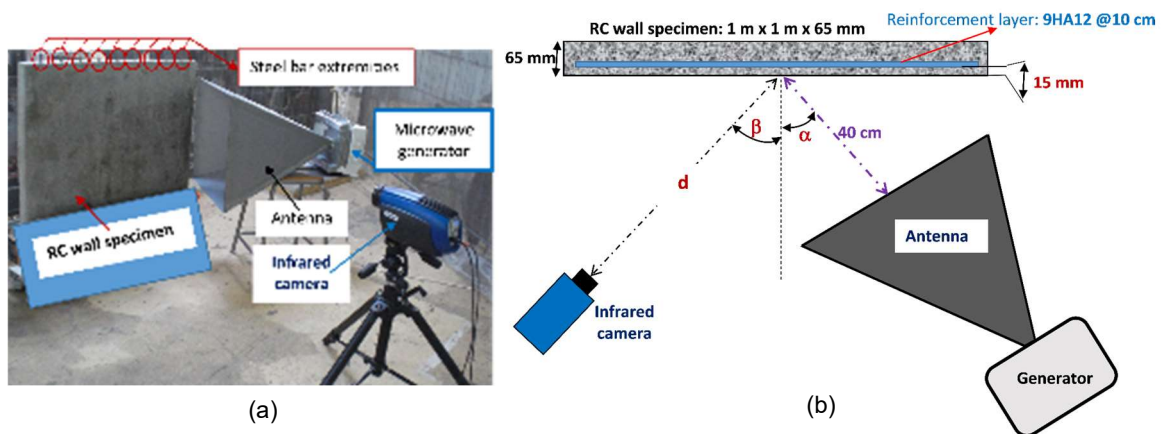 Steel bar extremities
Microwave
generator
Antenna
RC wall specimen
Infrared
camera
(a)
Reinforcement layer: 9HA12 @10 cm
RC wall specimen: 1 m x 1 m x 65 mm
65 mm
15 mm
β
α
40 cm
d
Antenna
Infrared
camera
Generator
(b)